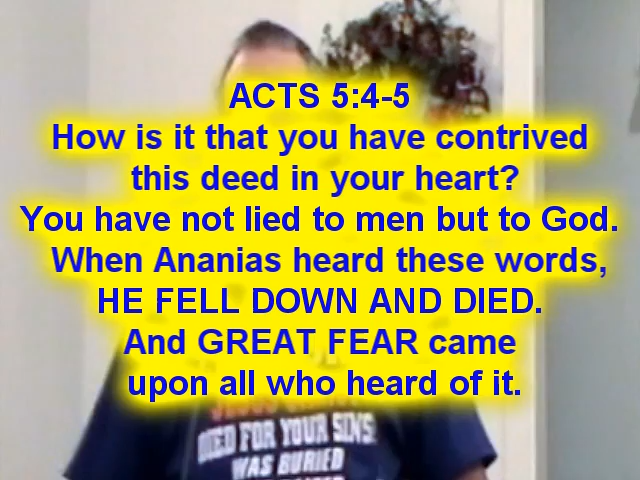 ACTS 5:4-5
How is it that you have contrived
this deed in your heart?
You have not lied to men but to God.
When Ananias heard these words,
HE FELL DOWN AND DIED.
And GREAT FEAR came
upon all who heard of it.
DIED FOR YOUR SINS
WAS BURIED